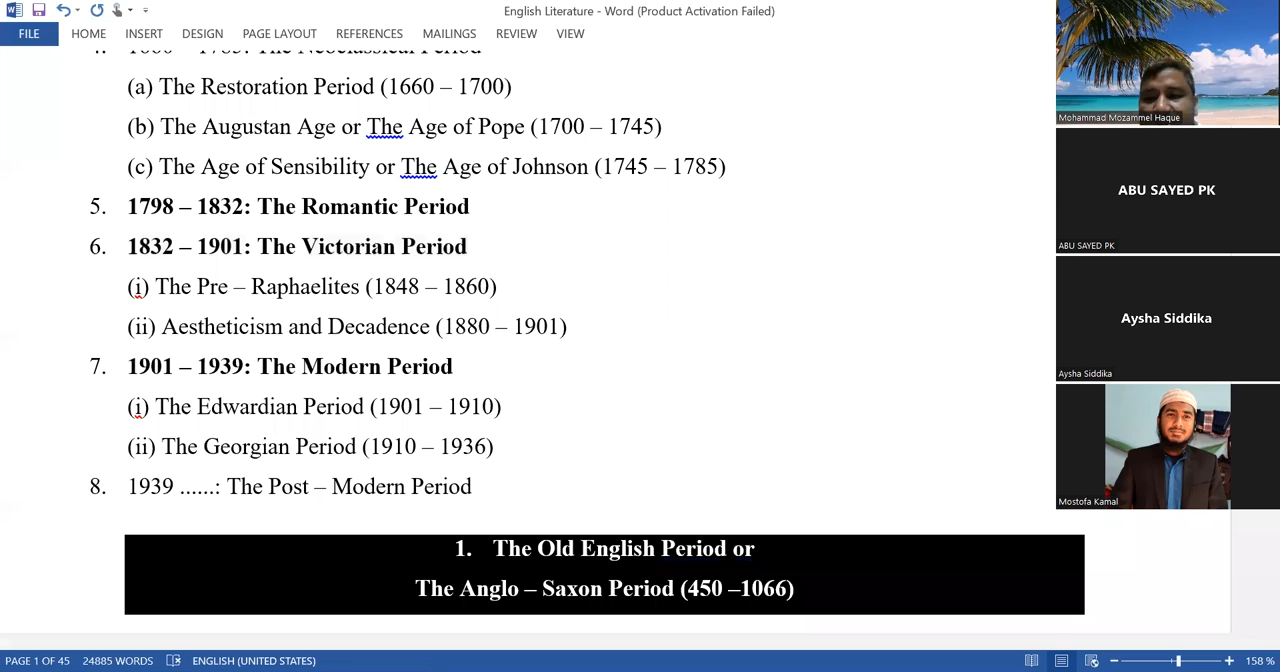 English Literature - Word (Product Activation Failed)
FILE HOME INSERT DESIGN PAGE LAYOUT REFERENCES MAILINGS REVIEW VIEW
4. 1660 – 1785: The Neoclassical Period
(a) The Restoration Period (1660 – 1700)
(b) The Augustan Age or The Age of Pope (1700 – 1745)
(c) The Age of Sensibility or The Age of Johnson (1745 – 1785)
5. 1798 – 1832: The Romantic Period
6. 1832 – 1901: The Victorian Period
(i) The Pre – Raphaelites (1848 – 1860)
(ii) Aestheticism and Decadence (1880 – 1901)
7. 1901 – 1939: The Modern Period
(i) The Edwardian Period (1901 – 1910)
(ii) The Georgian Period (1910 – 1936)
8. 1939 ......: The Post – Modern Period
1. The Old English Period or
The Anglo – Saxon Period (450 –1066)
Mohammad Mozammel Haque
ABU SAYED PK
ABU SAYED PK
Aysha Siddika
Aysha Siddika
Mostofa Kamal
PAGE 1 OF 45 24885 WORDS ENGLISH (UNITED STATES) 158 %